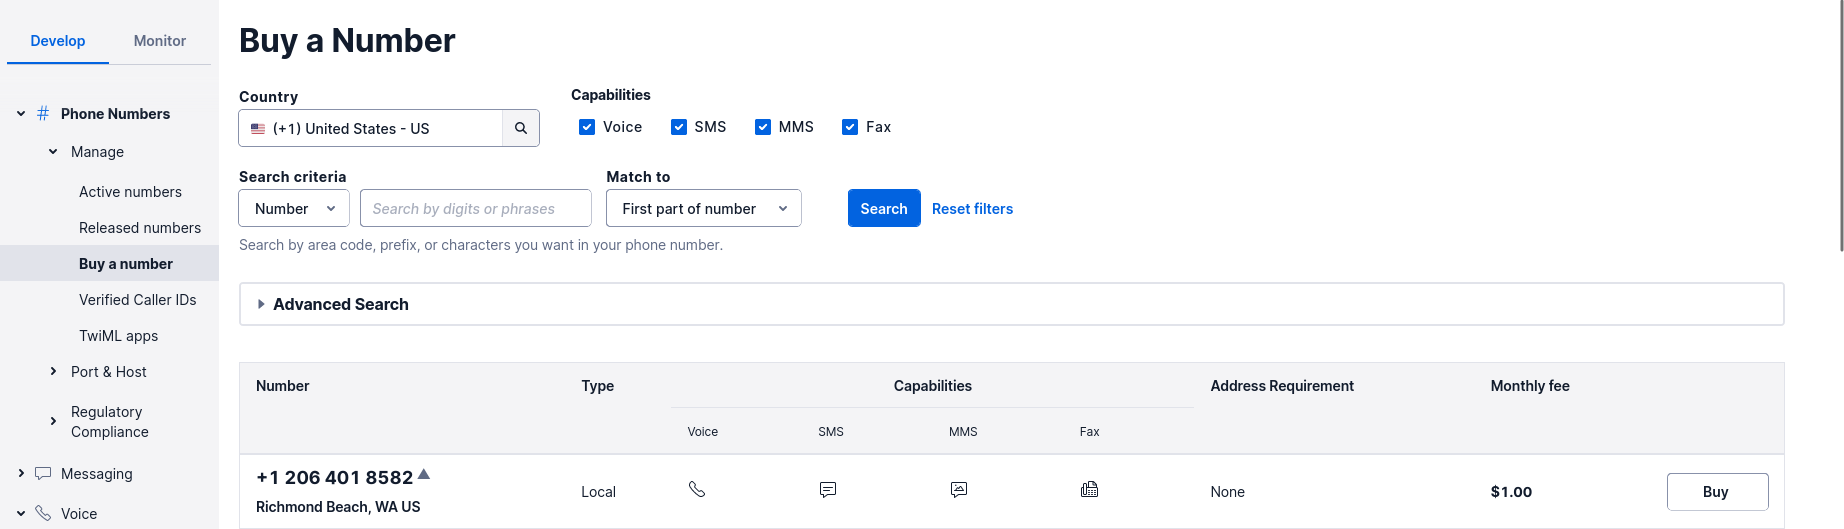 Develop Monitor
Buy a Number
Country
Capabilities
(+1) United States - US
Voice SMS MMS Fax
Search criteria
Match to
Number Search by digits or phrases First part of number Search Reset filters
Search by area code, prefix, or characters you want in your phone number.
Advanced Search
Number Type Capabilities Address Requirement Monthly fee
Voice SMS MMS Fax
+1 206 401 8582
Richmond Beach, WA US
Local None $1.00 Buy
# Phone Numbers
Manage
Active numbers
Released numbers
Buy a number
Verified Caller IDs
TwiML apps
Port & Host
Regulatory
Compliance
Messaging
Voice